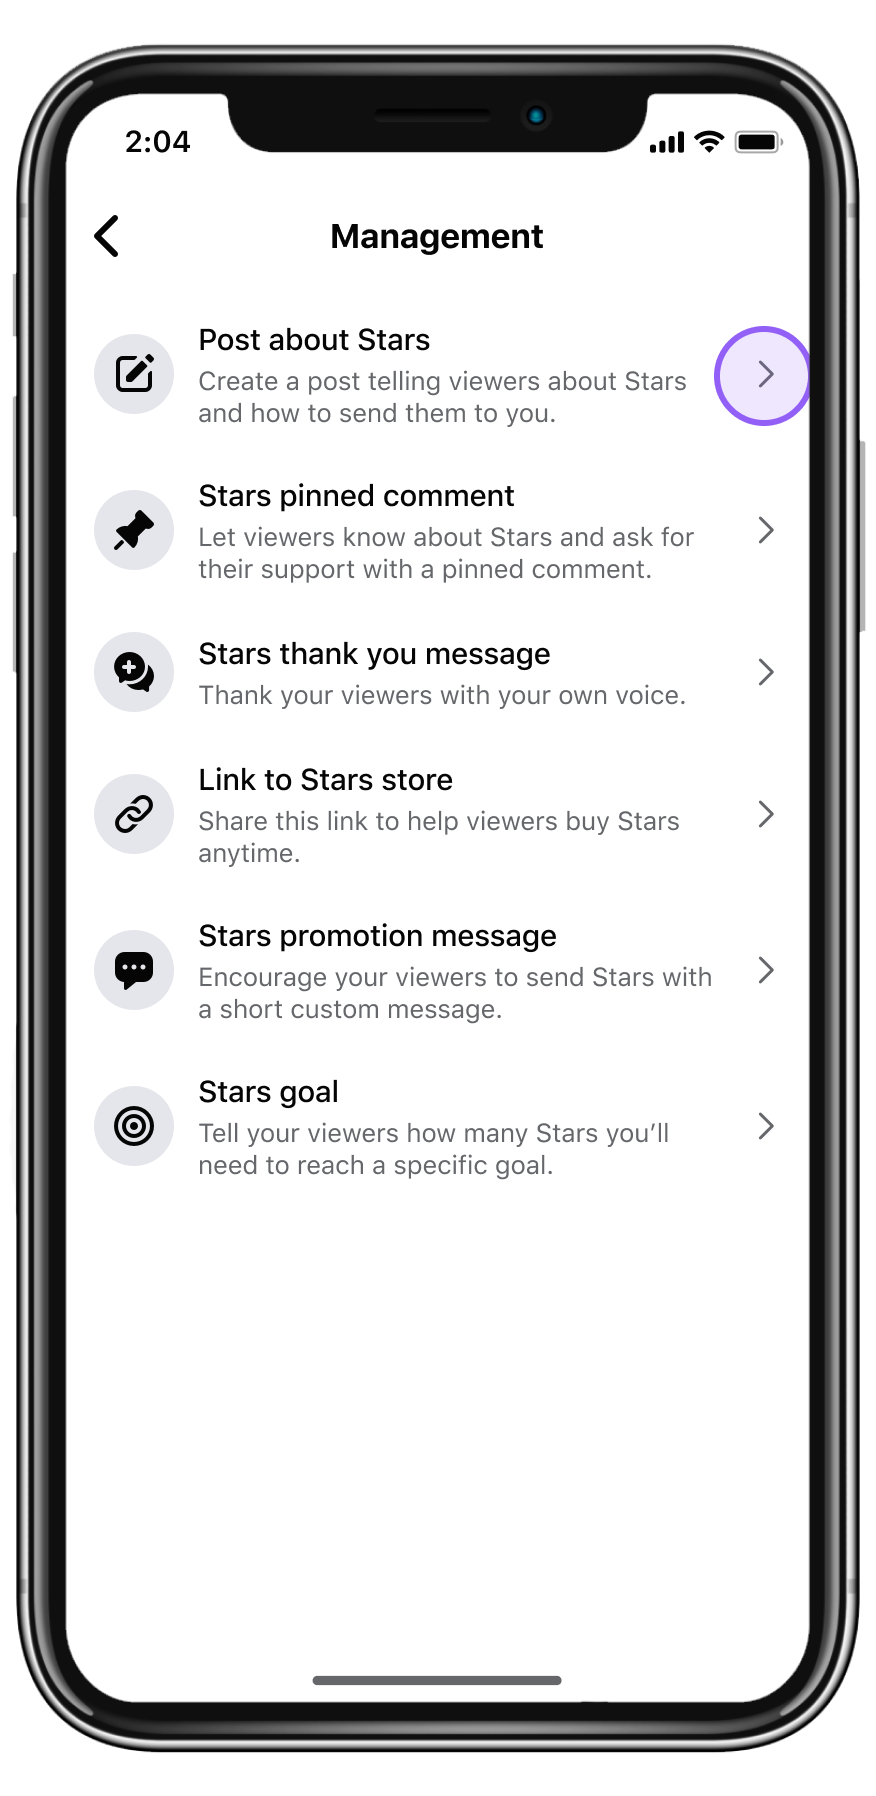 2:04
Management
Post about Stars
Create a post telling viewers about Stars
and how to send them to you.
Stars pinned comment
Let viewers know about Stars and ask for
their support with a pinned comment.
Stars thank you message
Thank your viewers with your own voice.
Link to Stars store
Share this link to help viewers buy Stars
anytime.
Stars promotion message
Encourage your viewers to send Stars with
a short custom message.
Stars goal
Tell your viewers how many Stars you’ll
need to reach a specific goal.